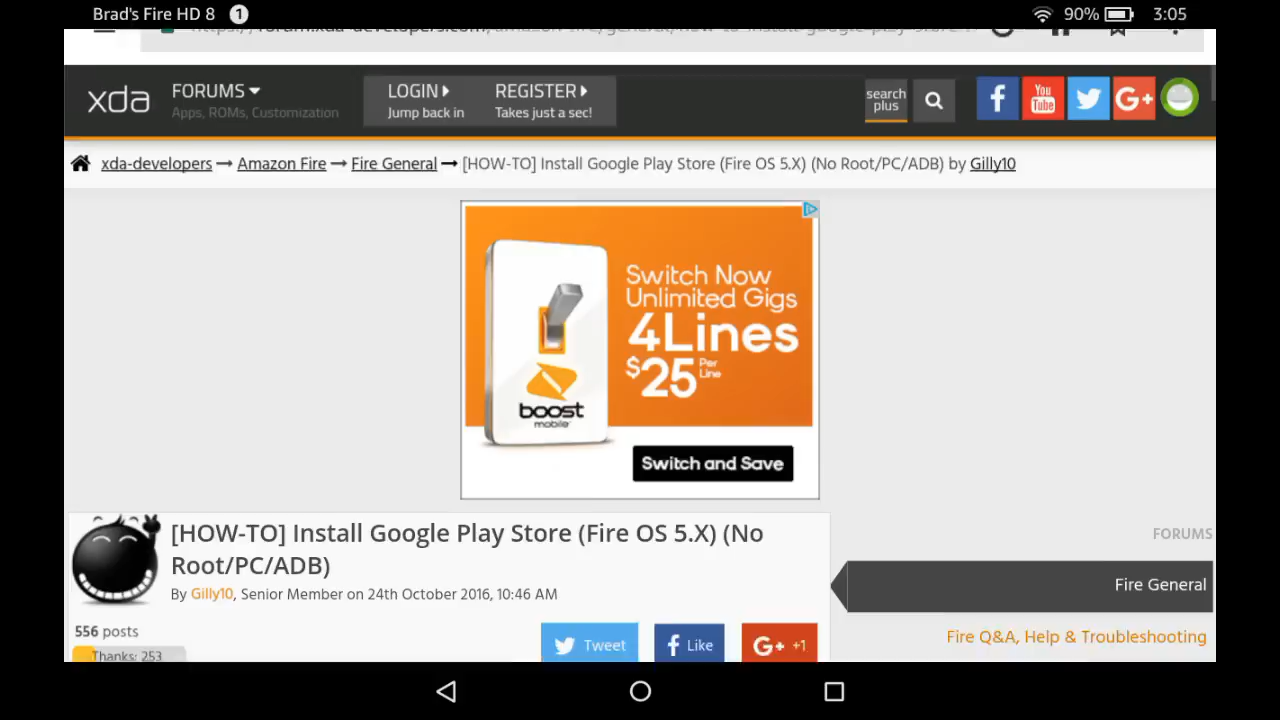 Brad's Fire HD 8 1 90% 3:05
xda FORUMS LOGIN REGISTER search plus You Tube G+
Apps, ROMs, Customization Jump back in Takes just a sec!
xda-developers → Amazon Fire → Fire General → [HOW-TO] Install Google Play Store (Fire OS 5.X) (No Root/PC/ADB) by Gilly10
Switch Now
Unlimited Gigs
4Lines
$25 Per Line
boost
mobile
Switch and Save
[HOW-TO] Install Google Play Store (Fire OS 5.X) (No
Root/PC/ADB)
By Gilly10, Senior Member on 24th October 2016, 10:46 AM
556 posts
Thanks: 253
Tweet Like G+ +1
FORUMS
Fire General
Fire Q&A, Help & Troubleshooting